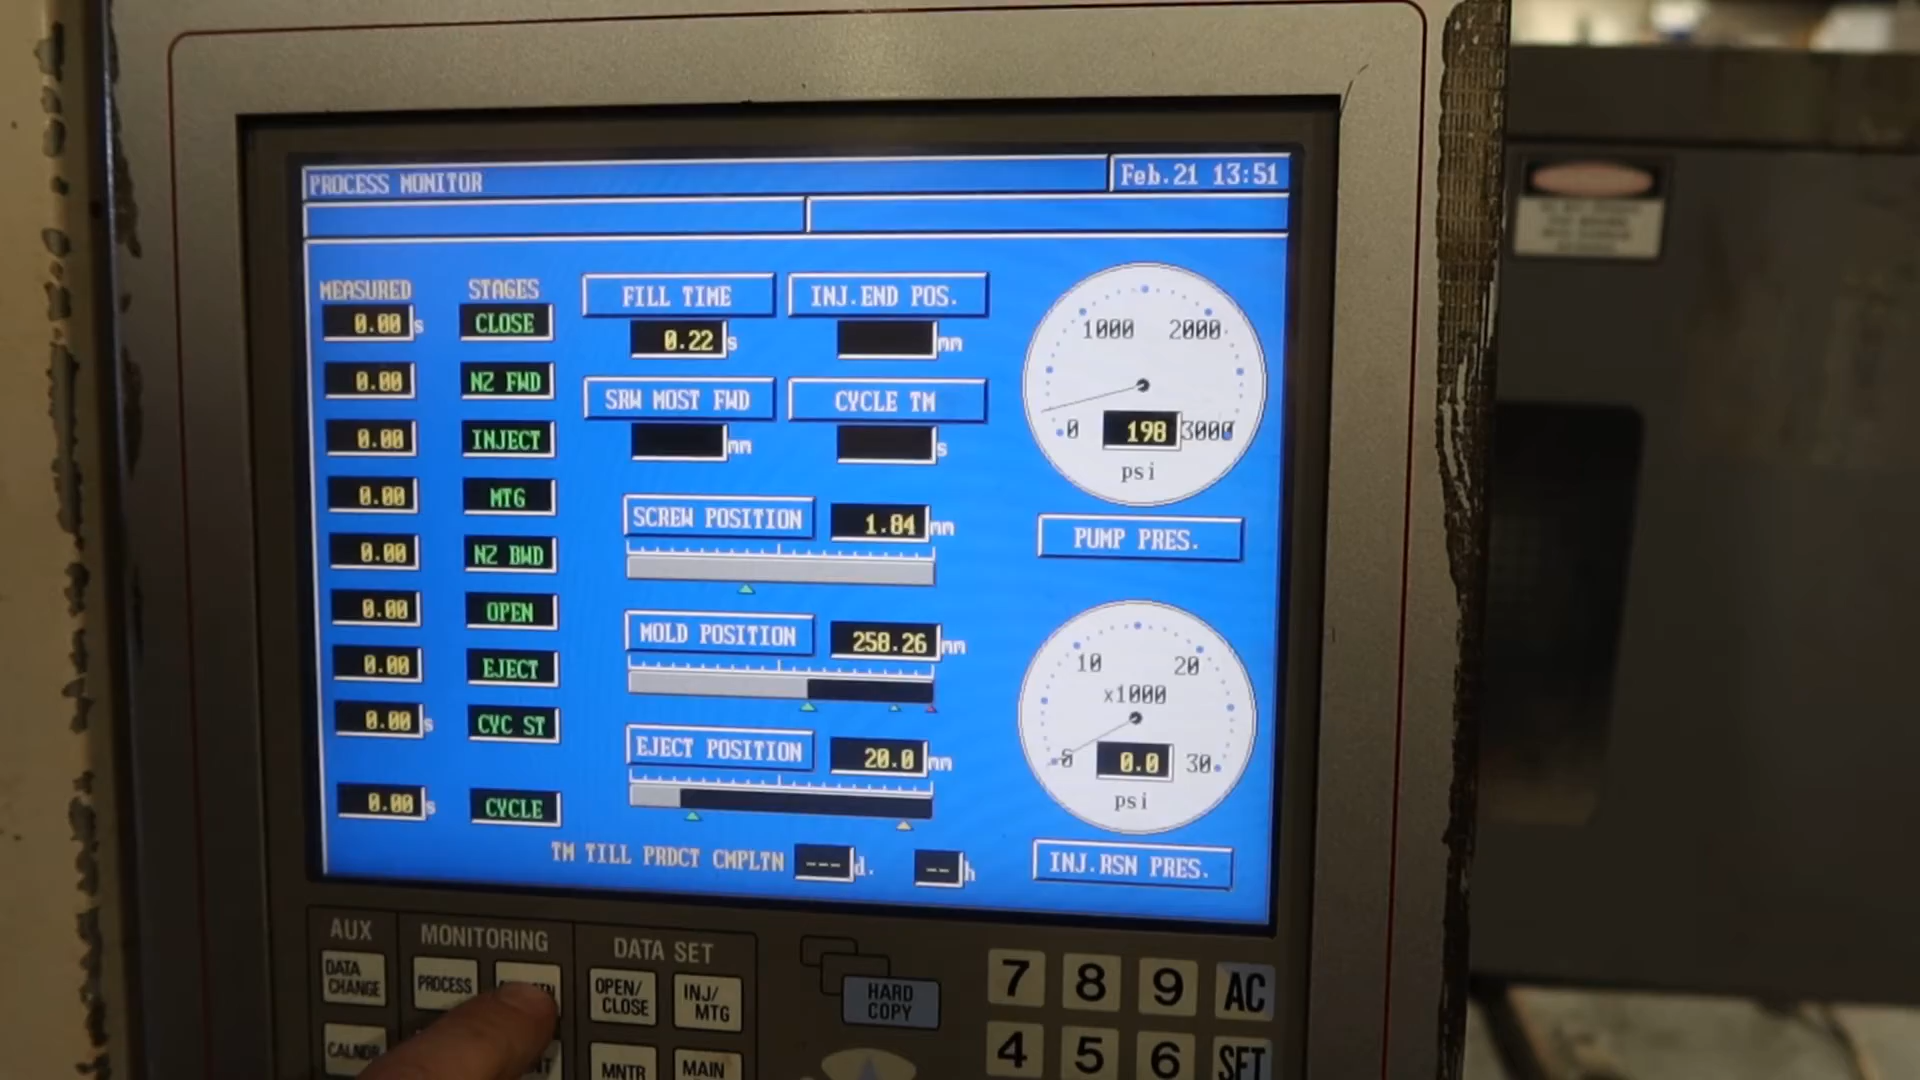 PROCESS MONITOR
Feb.21 13:51
MEASURED STAGES
0.00 s CLOSE
0.00 NZ FWD
0.00 INJECT
0.00 MTG
0.00 NZ BWD
0.00 OPEN
0.00 EJECT
0.00 s CYC ST
0.00 s CYCLE
FILL TIME
0.22 s
INJ.END POS.
mm
SRW MOST FWD
mm
CYCLE TM
s
SCREW POSITION 1.84 mm
MOLD POSITION 258.26 mm
EJECT POSITION 20.0 mm
TM TILL PRDCT CMPLTN --- d. -- h
1000 2000
0 198 3000
psi
PUMP PRES.
10 20
x1000
0 0.0 30
psi
INJ.RSN PRES.
AUX
DATA CHANGE
CALNDR
MONITORING
PROCESS
DATA SET
OPEN/
CLOSE
INJ/
MTG
MNTR
MAIN
HARD
COPY
7 8 9 AC
4 5 6 SET